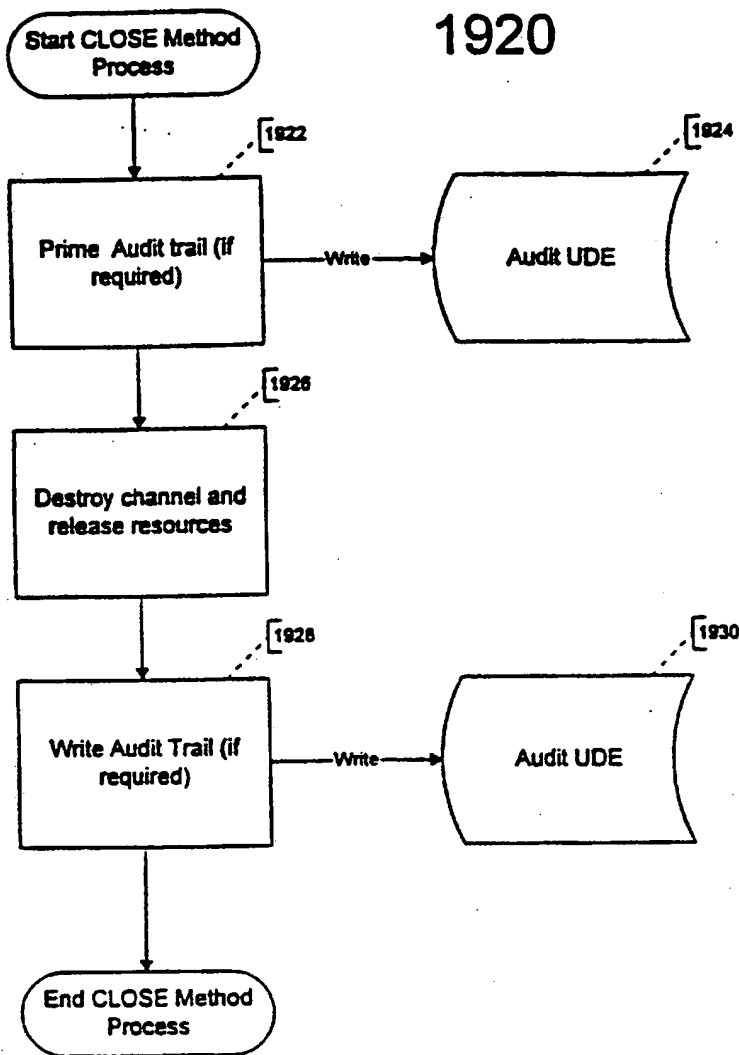 1920
Start CLOSE Method
Process
[1922
Prime Audit trail (if
required)
Write
[1924
Audit UDE
[1926
Destroy channel and
release resources
[1928
Write Audit Trail (if
required)
Write
[1930
Audit UDE
End CLOSE Method
Process